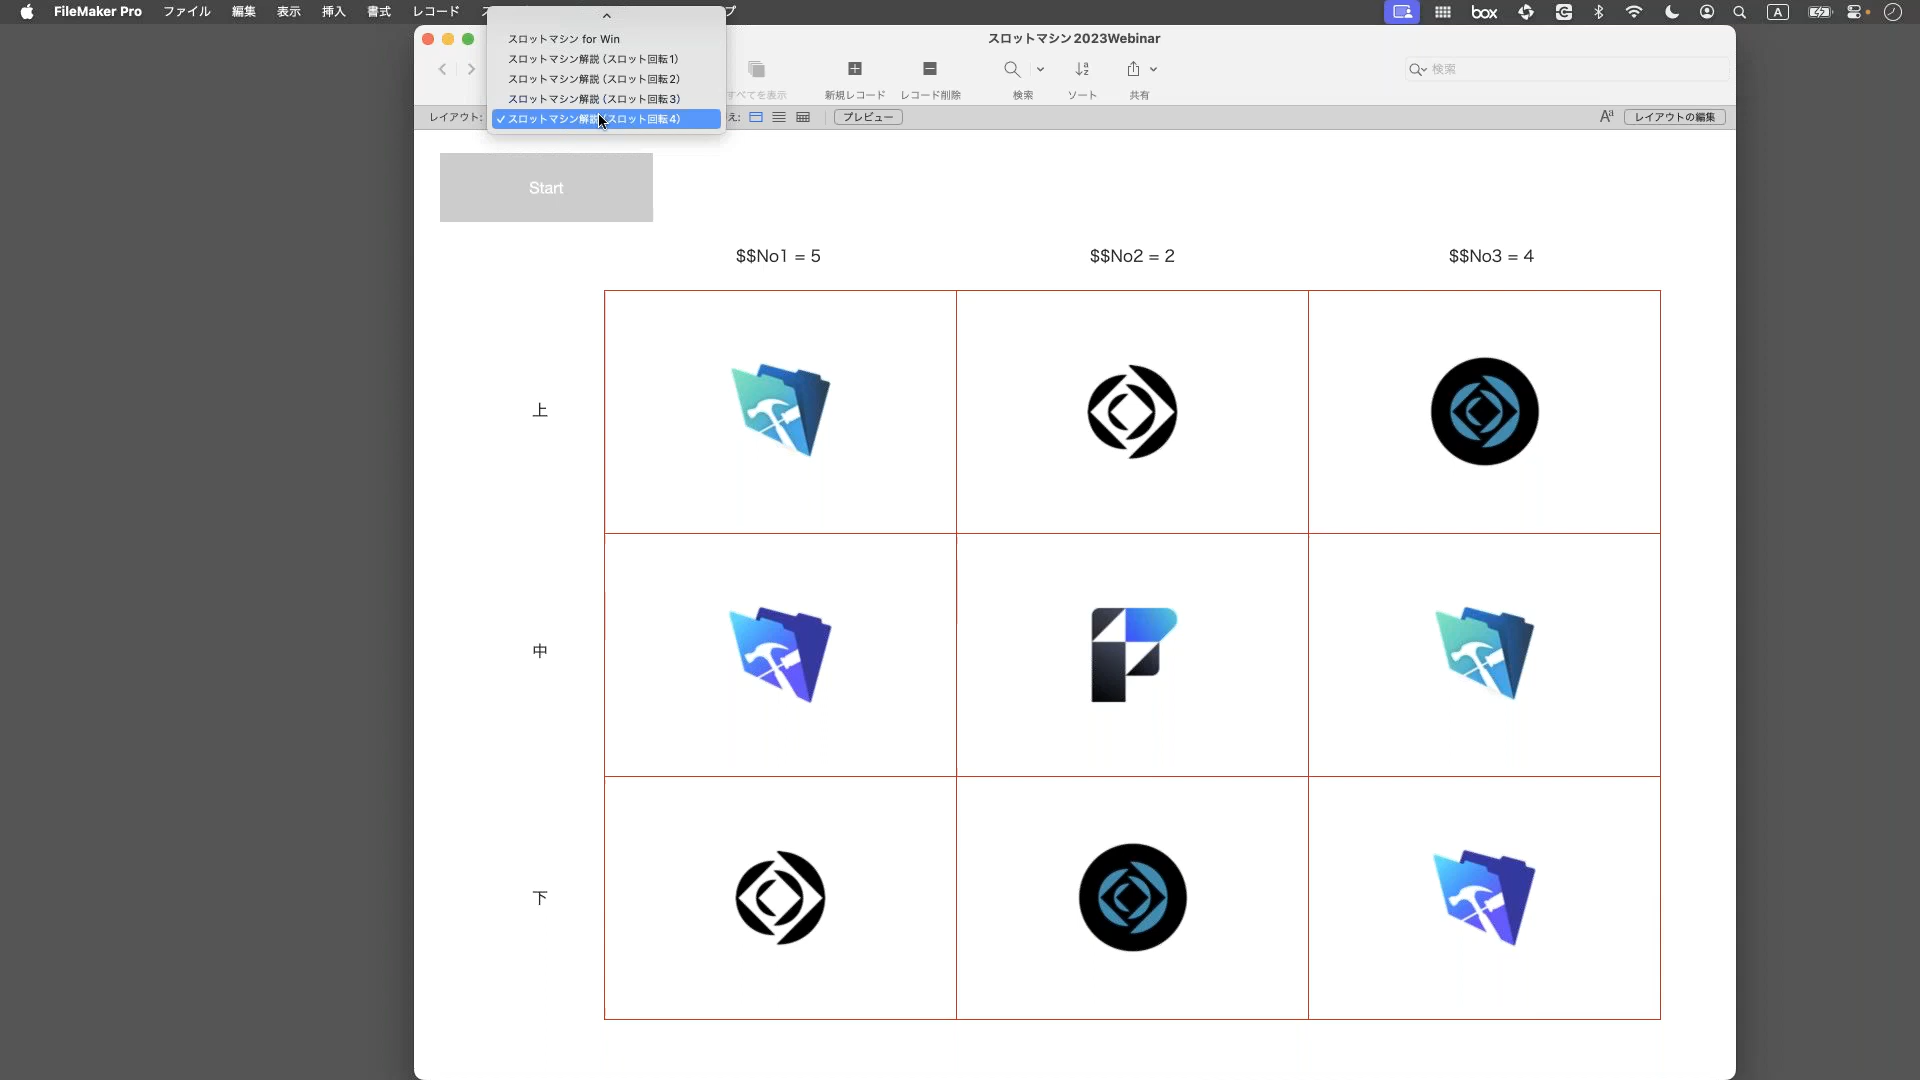 FileMaker Pro ファイル 編集 表示 挿入 書式 レコード プ box A
スロットマシン for Win
スロットマシン解説 (スロット回転1)
スロットマシン解説 (スロット回転2)
スロットマシン解説 (スロット回転3)
✓スロットマシン解説(スロット回転4)
スロットマシン2023Webinar
検索
すべてを表示 新規レコード レコード削除 検索 ソート 共有
レイアウト: え: プレビュー Aª レイアウトの編集
Start
$$No1 = 5 $$No2 = 2 $$No3 = 4
上
中
下